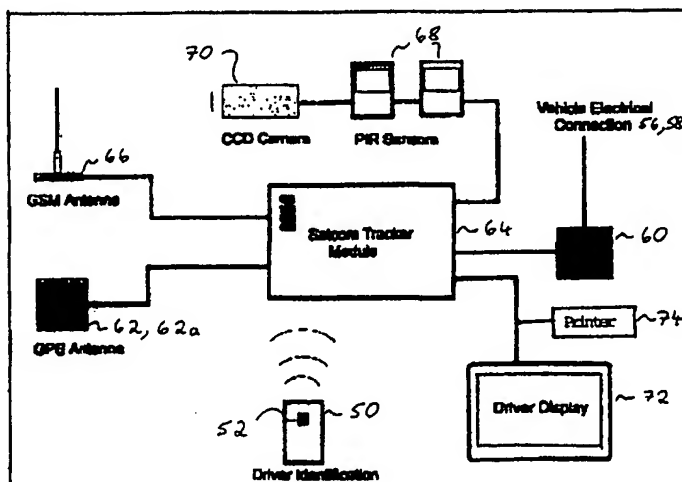 70
68
CCD Camera
PIR Sensors
Vehicle Electrical
Connection 56,58
66
GSM Antenna
Satcom Tracker
Module
64
60
62, 62a
GPS Antenna
Printer
74
52
50
Driver Display
72
Driver Identification